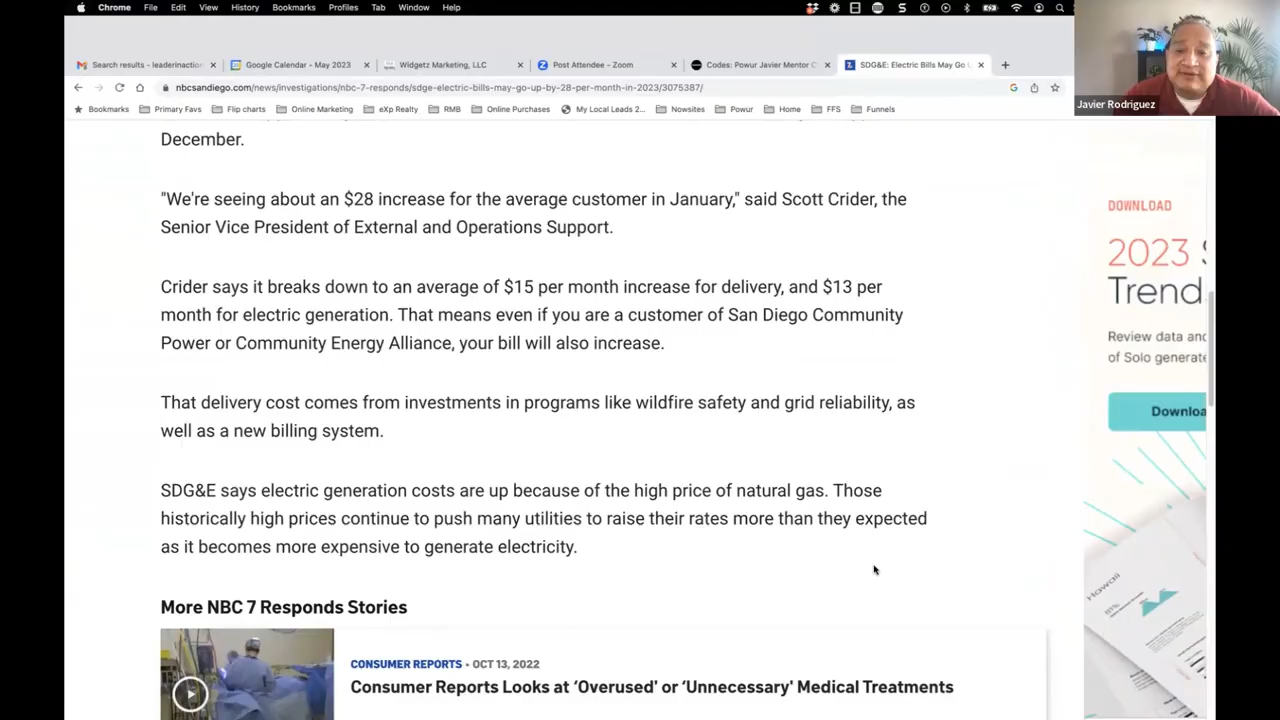 Chrome File Edit View History Bookmarks Profiles Tab Window Help
Search results - leaderinaction
Google Calendar - May 2023
Widgetz Marketing, LLC
Post Attendee - Zoom
Codes: Powur Javier Mentor
SDG&E: Electric Bills May Go
nbcsandiego.com/news/investigations/nbc-7-responds/sdge-electric-bills-may-go-up-by-28-per-month-in-2023/3075387/
Bookmarks Primary Favs Flip charts Online Marketing eXp Realty RMB Online Purchases My Local Leads 2... Nowsites Powur Home FFS Funnels
Javier Rodriguez
December.
"We're seeing about an $28 increase for the average customer in January," said Scott Crider, the
Senior Vice President of External and Operations Support.
Crider says it breaks down to an average of $15 per month increase for delivery, and $13 per
month for electric generation. That means even if you are a customer of San Diego Community
Power or Community Energy Alliance, your bill will also increase.
That delivery cost comes from investments in programs like wildfire safety and grid reliability, as
well as a new billing system.
SDG&E says electric generation costs are up because of the high price of natural gas. Those
historically high prices continue to push many utilities to raise their rates more than they expected
as it becomes more expensive to generate electricity.
More NBC 7 Responds Stories
CONSUMER REPORTS • OCT 13, 2022
Consumer Reports Looks at ‘Overused’ or ‘Unnecessary’ Medical Treatments
DOWNLOAD
2023 S
Trend
Review data and
of Solo generate
Downloa
Hawaii